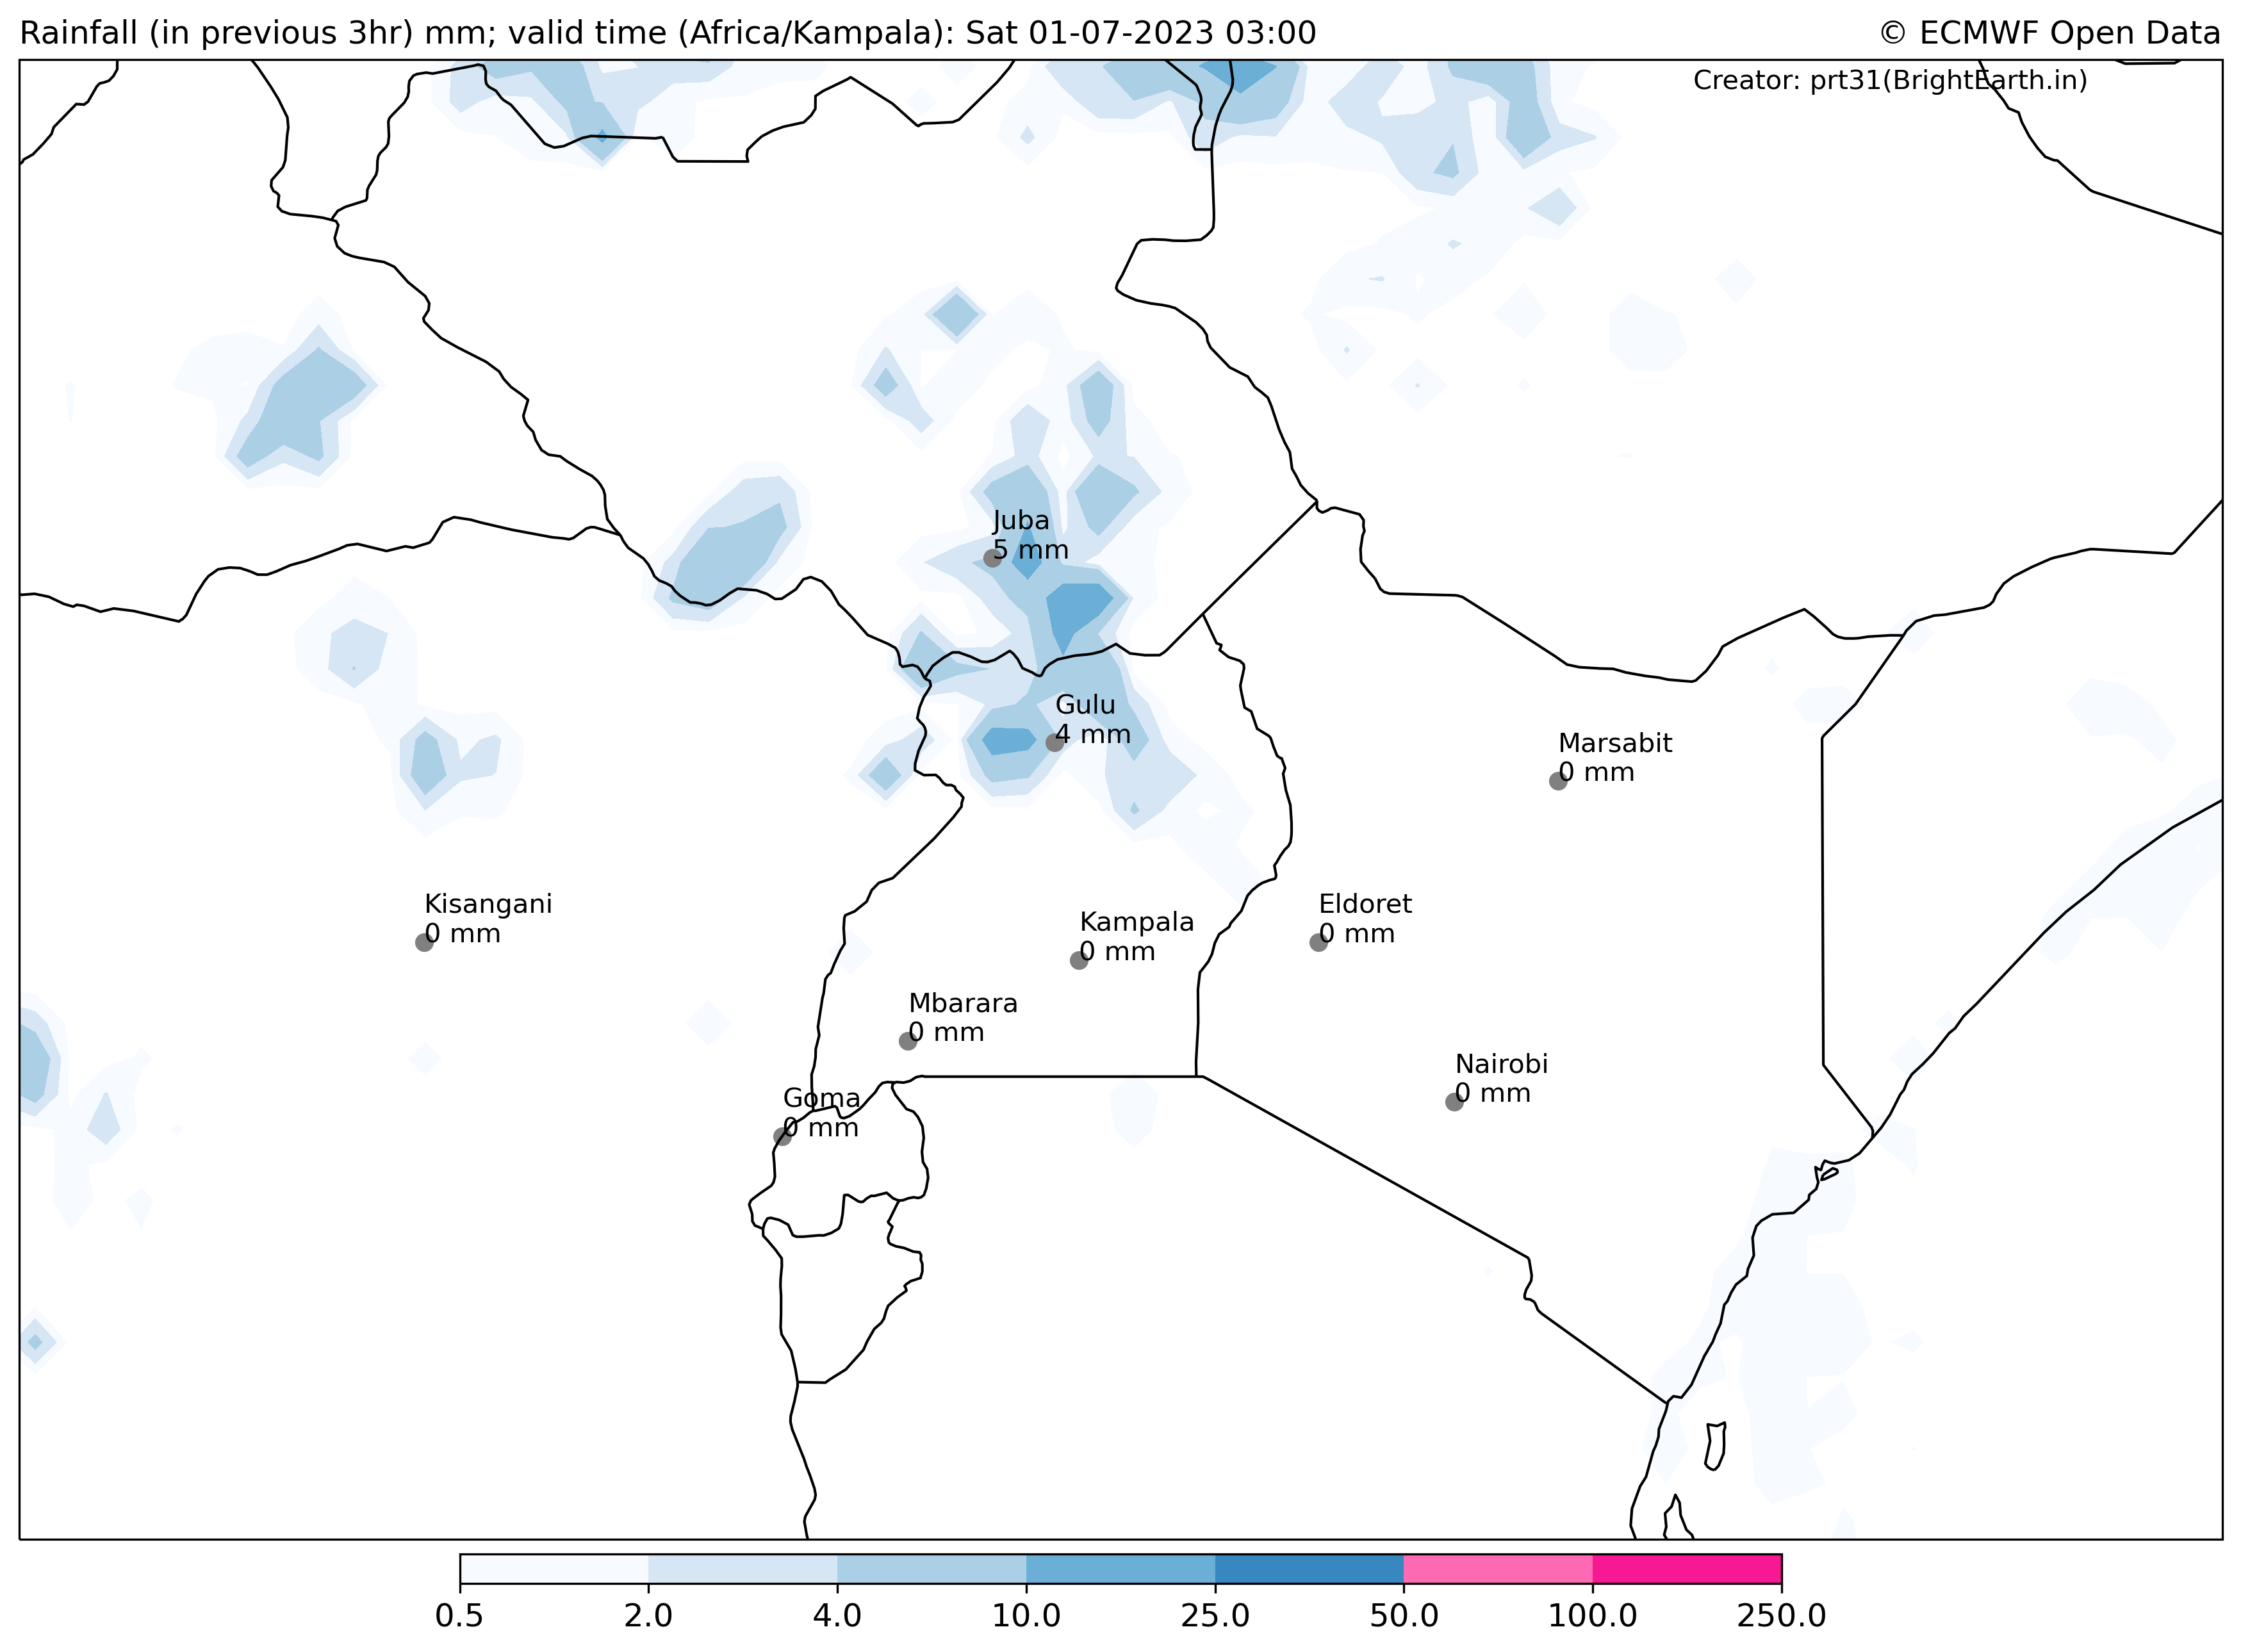 Rainfall (in previous 3hr) mm; valid time (Africa/Kampala): Sat 01-07-2023 03:00
© ECMWF Open Data
Creator: prt31(BrightEarth.in)
Juba
5 mm
Gulu
4 mm
Marsabit
0 mm
Kisangani
0 mm
Kampala
0 mm
Eldoret
0 mm
Mbarara
0 mm
Nairobi
0 mm
Goma
0 mm
0.5 2.0 4.0 10.0 25.0 50.0 100.0 250.0